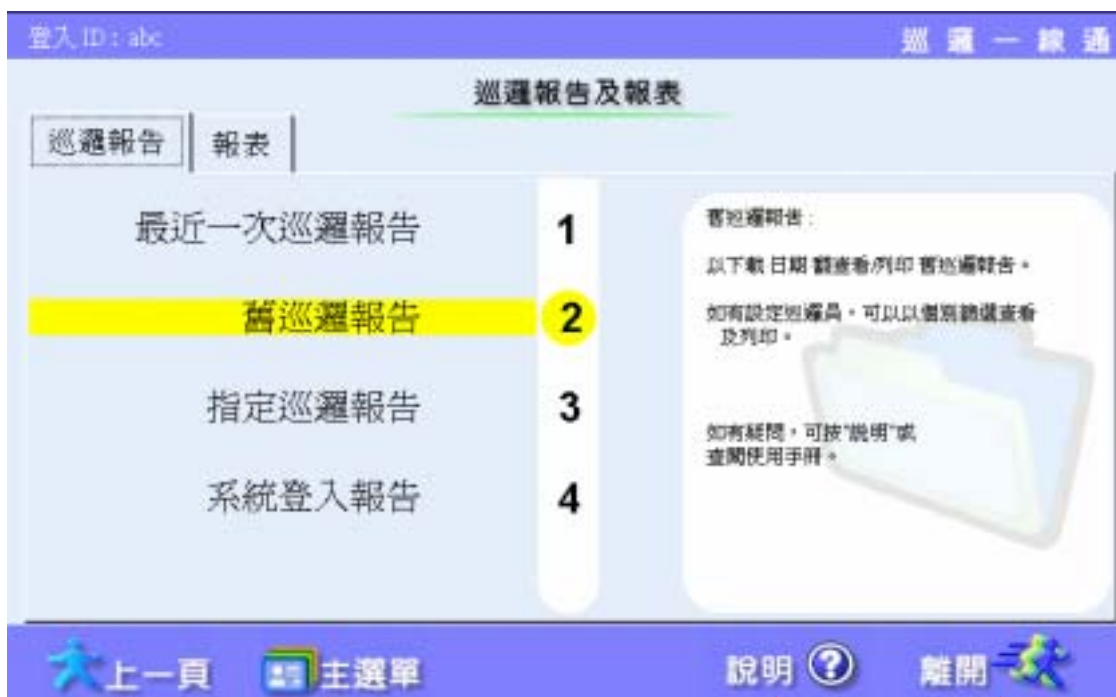 登入 ID : abc
巡邏一線通
巡邏報告及報表
巡邏報告
報表
最近一次巡邏報告 1
舊巡邏報告 2
指定巡邏報告 3
系統登入報告 4
舊巡邏報告 :
以下載 日期 查看/列印 舊巡邏報告。
如有設定巡邏員,可以以個別篩選查看
及列印。
如有疑問,可按"說明"或
查閱使用手冊。
上一頁
主選單
說明 ?
離開